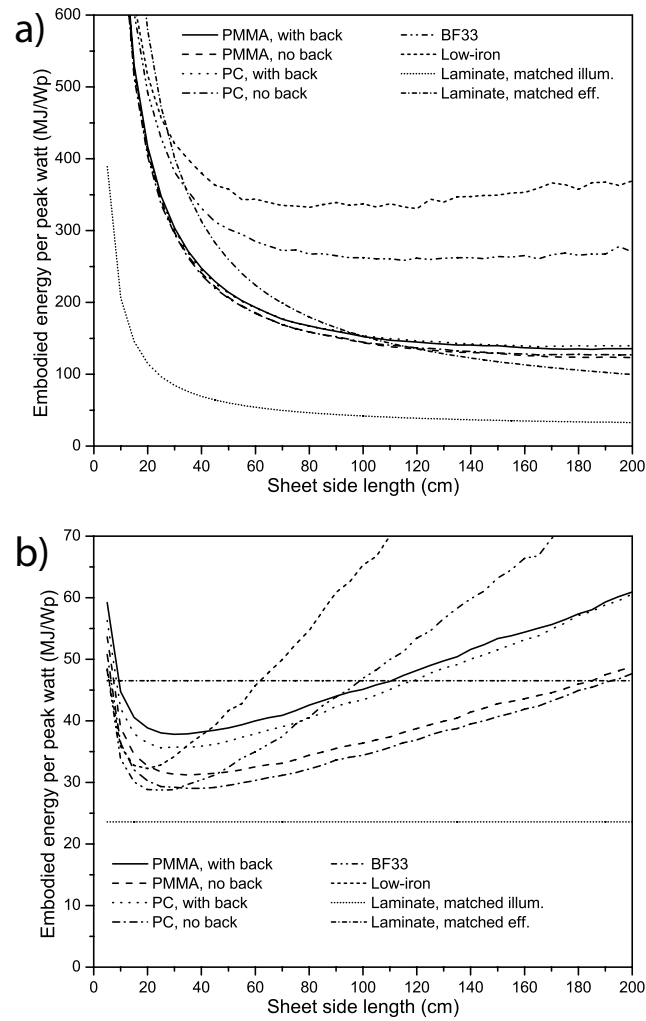 a)
Embodied energy per peak watt (MJ/Wp)
600
500
400
300
200
100
0
PMMA, with back
PMMA, no back
PC, with back
PC, no back
BF33
Low-iron
Laminate, matched illum.
Laminate, matched eff.
0 20 40 60 80 100 120 140 160 180 200
Sheet side length (cm)
b)
Embodied energy per peak watt (MJ/Wp)
70
60
50
40
30
20
10
0
PMMA, with back
PMMA, no back
PC, with back
PC, no back
BF33
Low-iron
Laminate, matched illum.
Laminate, matched eff.
0 20 40 60 80 100 120 140 160 180 200
Sheet side length (cm)